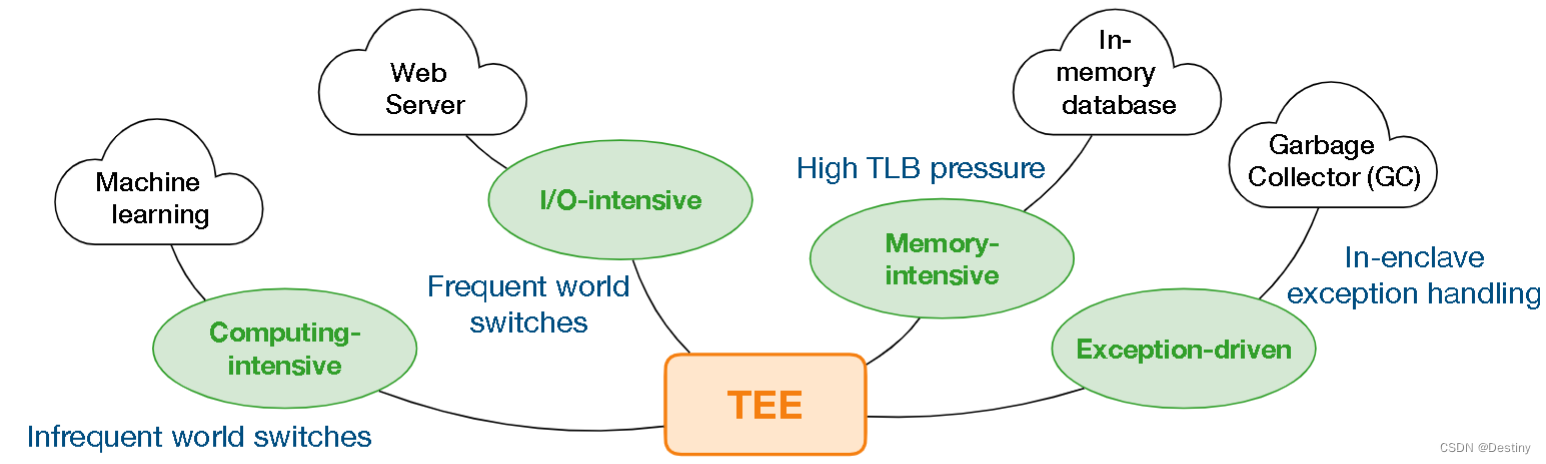 Machine
learning
Computing-
intensive
Infrequent world switches
Web
Server
I/O-intensive
Frequent world
switches
TEE
In-
memory
database
High TLB pressure
Memory-
intensive
Garbage
Collector (GC)
In-enclave
exception handling
Exception-driven
CSDN @Destiny